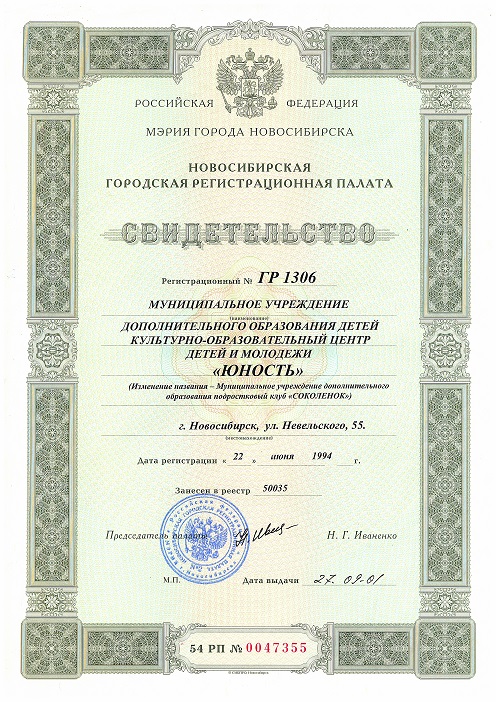 РОССИЙСКАЯ ФЕДЕРАЦИЯ
МЭРИЯ ГОРОДА НОВОСИБИРСКА
НОВОСИБИРСКАЯ
ГОРОДСКАЯ РЕГИСТРАЦИОННАЯ ПАЛАТА
СВИДЕТЕЛЬСТВО
Регистрационный № ГР 1306
МУНИЦИПАЛЬНОЕ УЧРЕЖДЕНИЕ
(наименование)
ДОПОЛНИТЕЛЬНОГО ОБРАЗОВАНИЯ ДЕТЕЙ
КУЛЬТУРНО-ОБРАЗОВАТЕЛЬНЫЙ ЦЕНТР
ДЕТЕЙ И МОЛОДЕЖИ
«ЮНОСТЬ»
(Изменение названия – Муниципальное учреждение дополнительного
образования подростковый клуб «СОКОЛЕНОК»)
г. Новосибирск, ул. Невельского, 55.
(местонахождение)
Дата регистрации « 22 » июня 1994 г.
Занесен в реестр 50035
Председатель палаты Н. Г. Иваненко
М.П. Дата выдачи 27.09.01
54 РП № 0047355